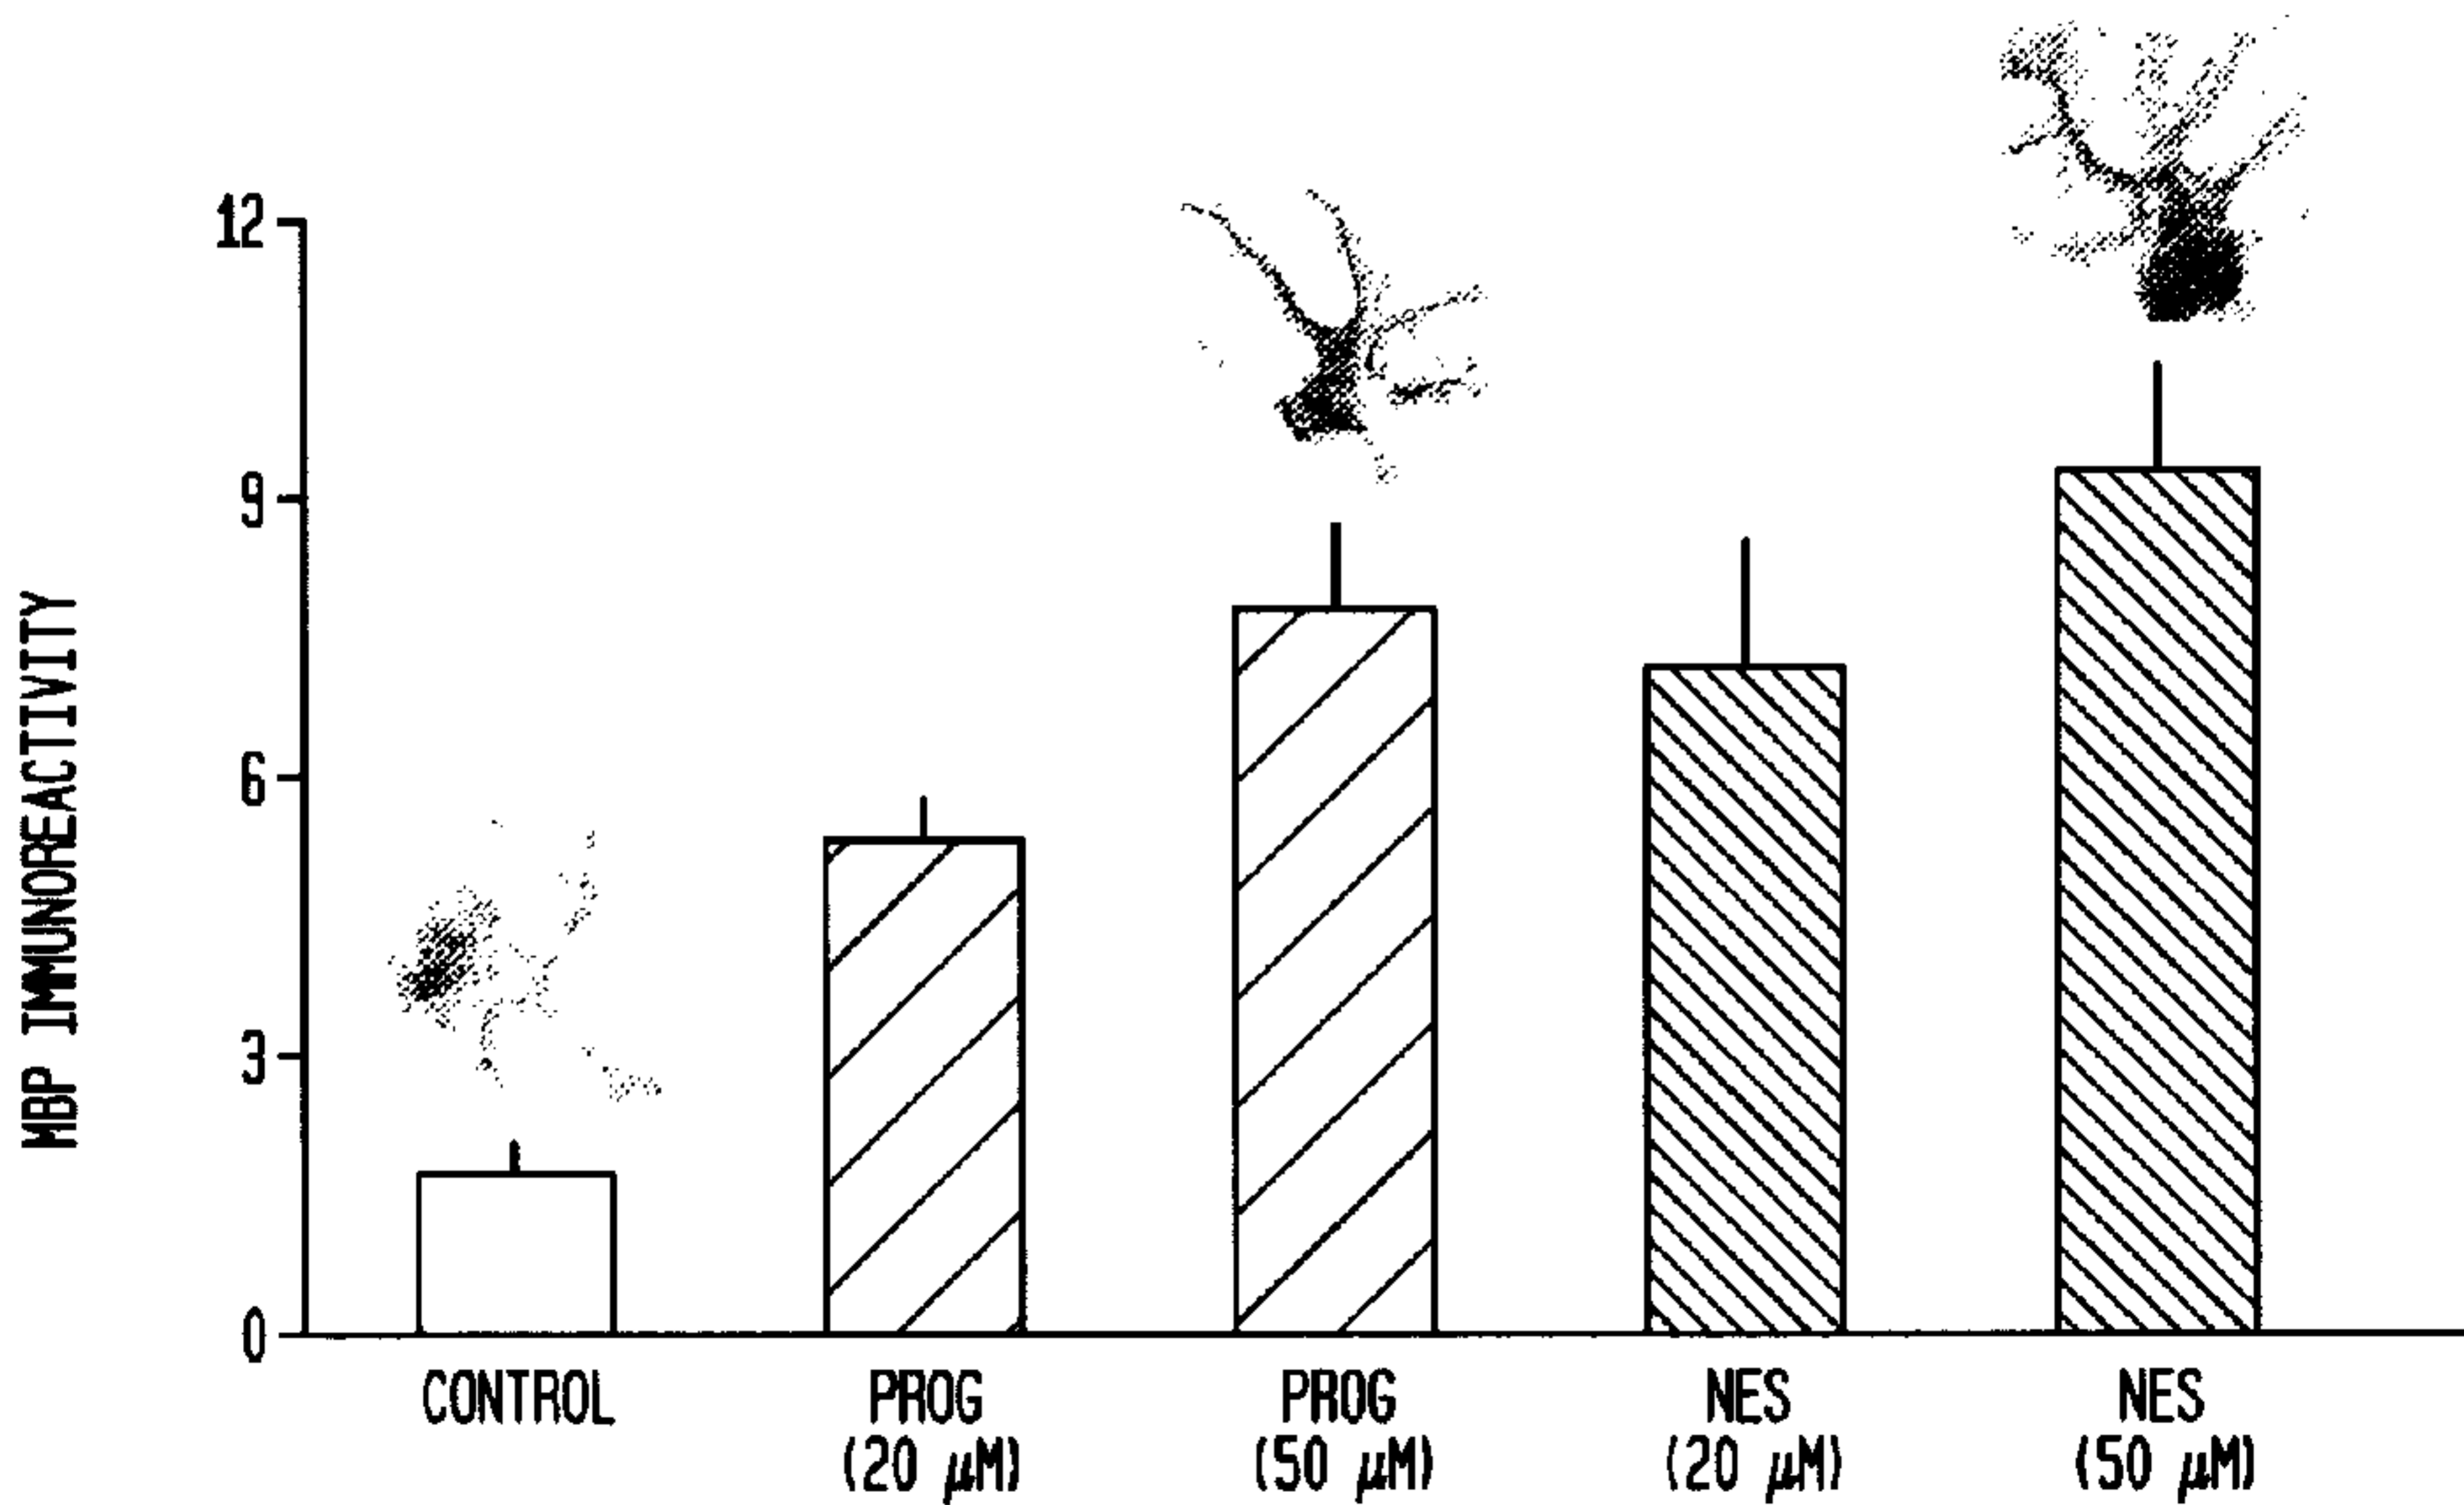 MBP IMMUNOREACTIVITY
12
9
6
3
0
CONTROL
PROG
(20 μM)
PROG
(50 μM)
NES
(20 μM)
NES
(50 μM)